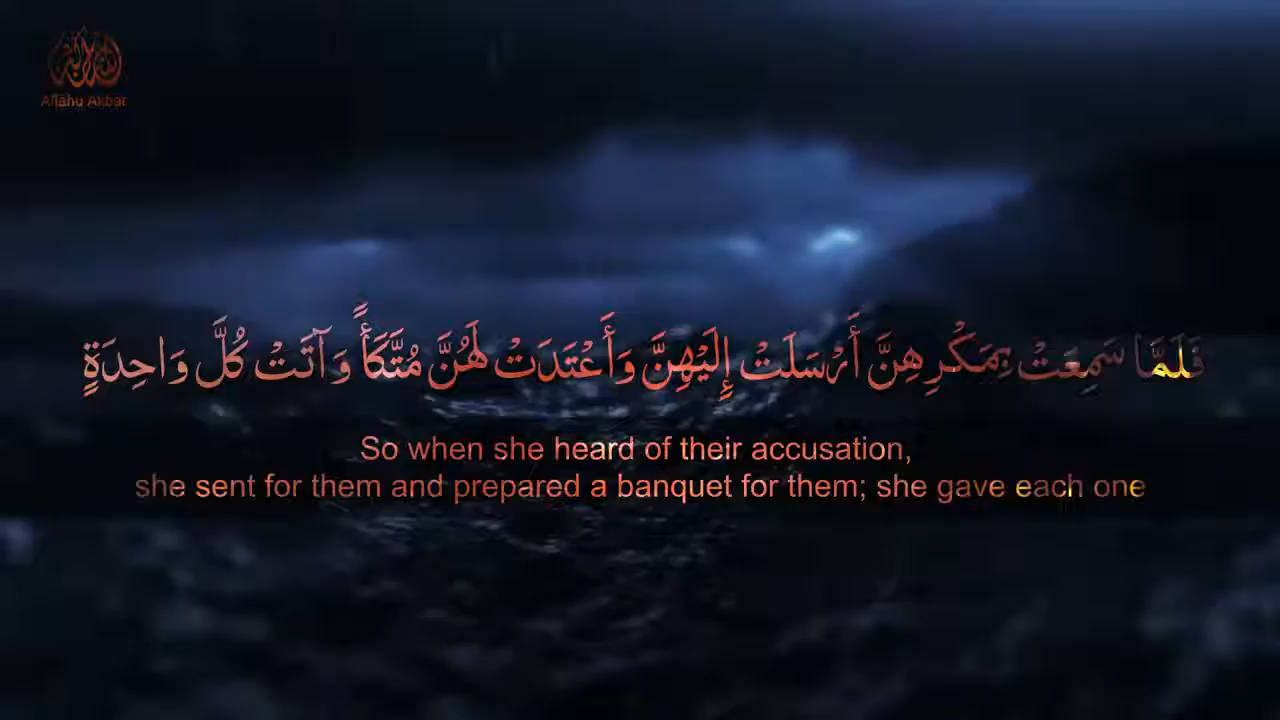 Allahu Akbar
فَلَمَّا سَمِعَتْ بِمَكْرِهِنَّ أَرْسَلَتْ إِلَيْهِنَّ وَأَعْتَدَتْ لَهُنَّ مُتَّكَأً وَآتَتْ كُلَّ وَاحِدَةٍ
So when she heard of their accusation,
she sent for them and prepared a banquet for them; she gave each one